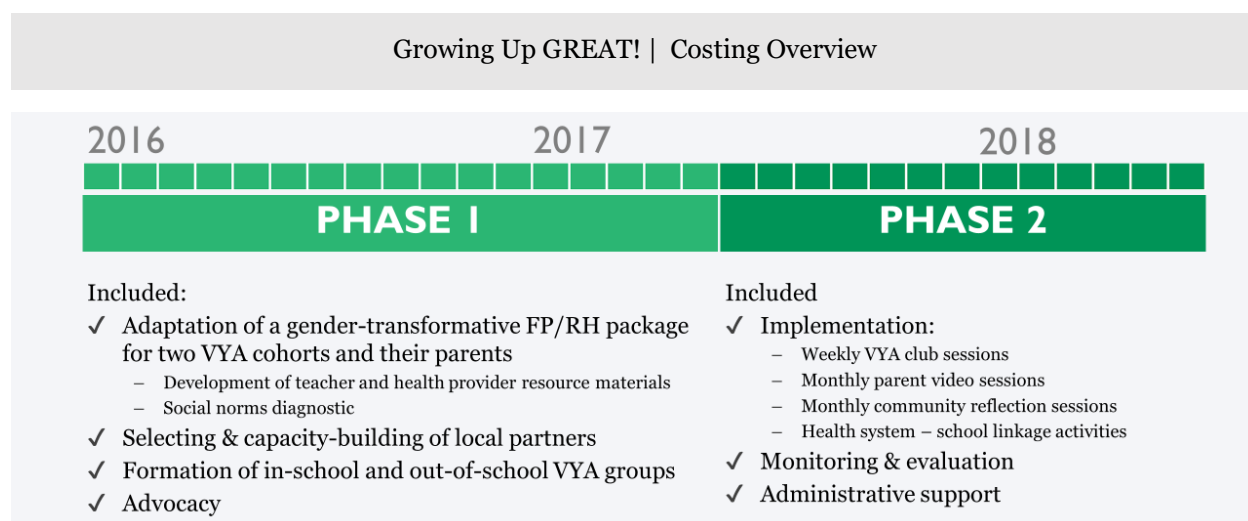 Growing Up GREAT! | Costing Overview
2016 2017 2018
PHASE 1 PHASE 2
Included:
✓ Adaptation of a gender-transformative FP/RH package
for two VYA cohorts and their parents
– Development of teacher and health provider resource materials
– Social norms diagnostic
✓ Selecting & capacity-building of local partners
✓ Formation of in-school and out-of-school VYA groups
✓ Advocacy
Included
✓ Implementation:
– Weekly VYA club sessions
– Monthly parent video sessions
– Monthly community reflection sessions
– Health system – school linkage activities
✓ Monitoring & evaluation
✓ Administrative support